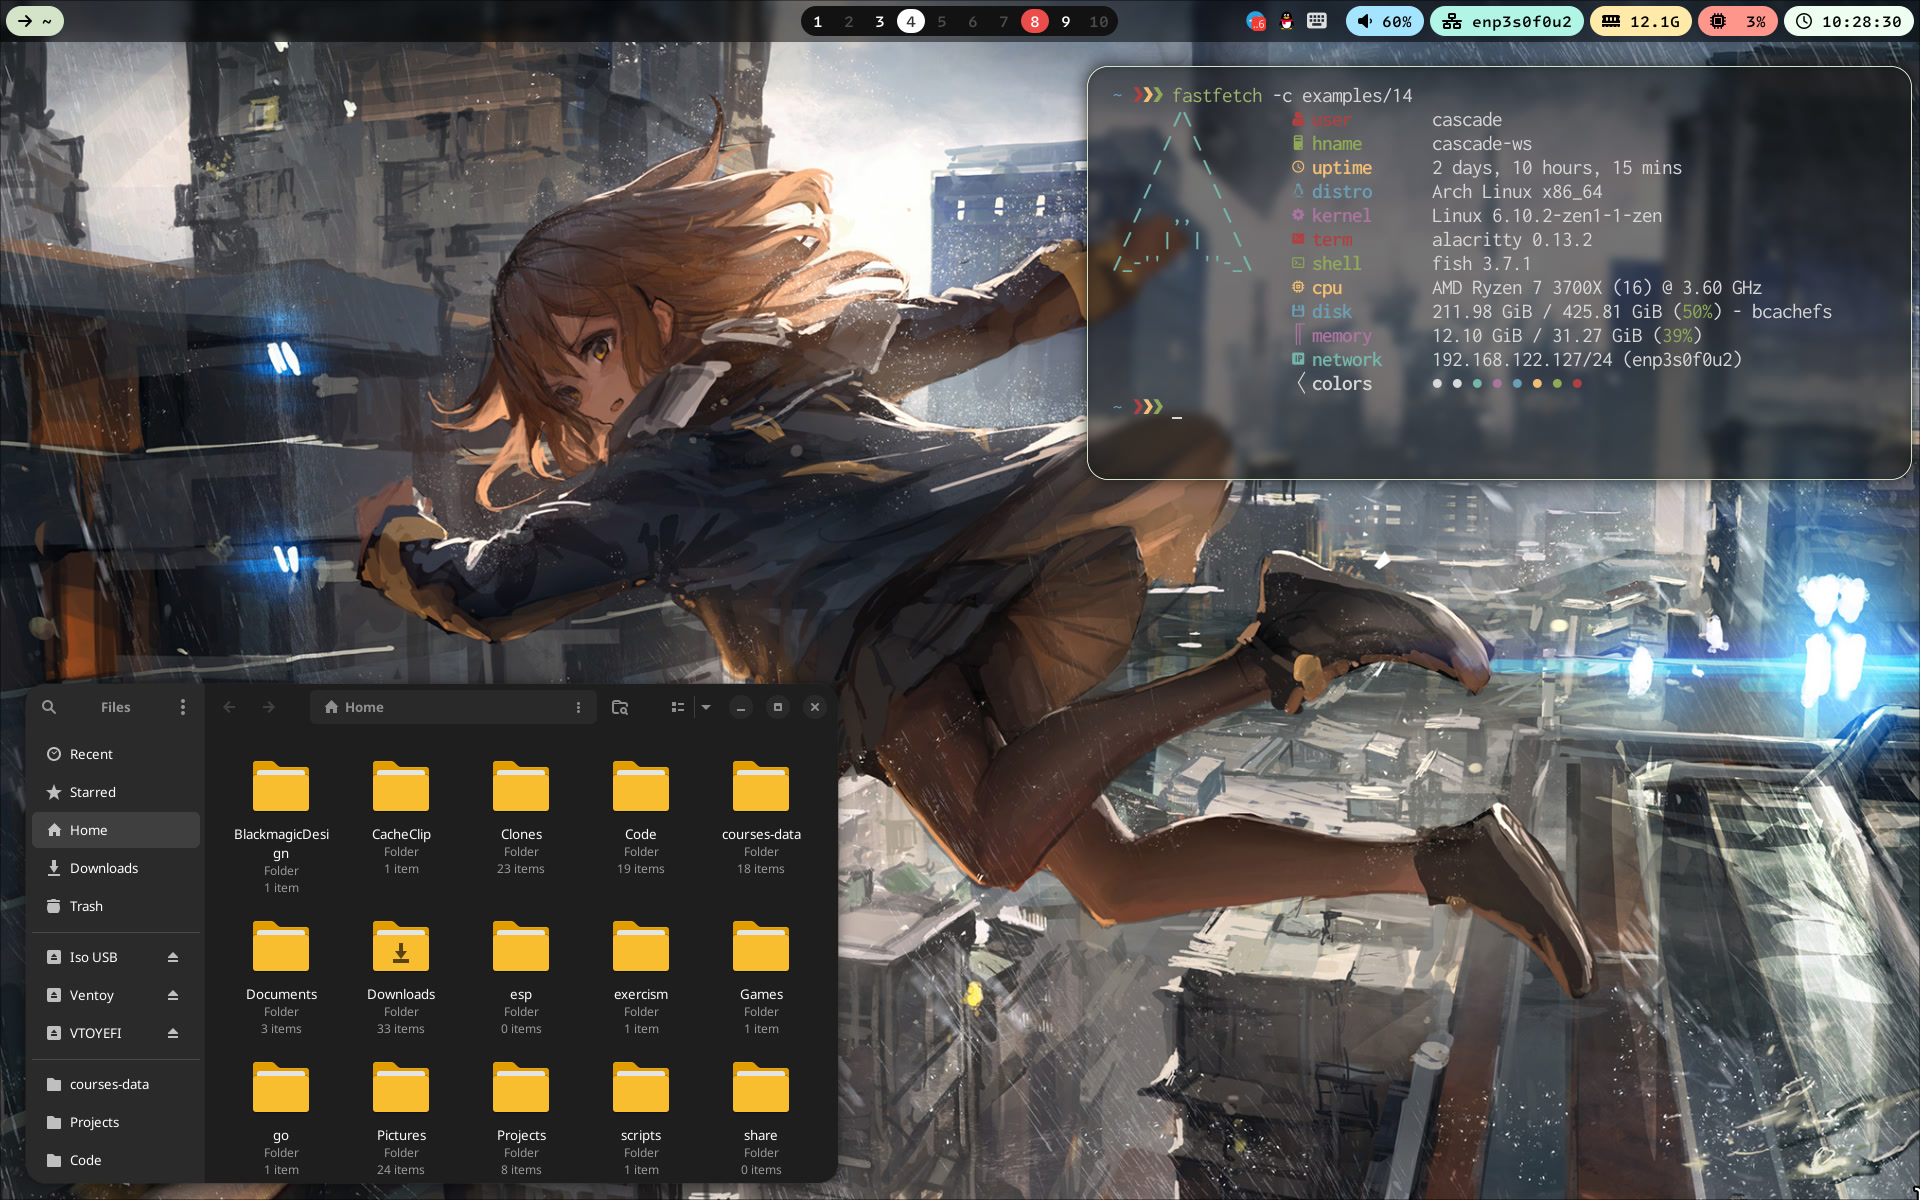 ~
1 2 3 4 5 6 7 8 9 10
60%
enp3s0f0u2
12.1G
3%
10:28:30
~ fastfetch -c examples/14
user cascade
hname cascade-ws
uptime 2 days, 10 hours, 15 mins
distro Arch Linux x86_64
kernel Linux 6.10.2-zen1-1-zen
term alacritty 0.13.2
shell fish 3.7.1
cpu AMD Ryzen 7 3700X (16) @ 3.60 GHz
disk 211.98 GiB / 425.81 GiB (50%) - bcachefs
memory 12.10 GiB / 31.27 GiB (39%)
network 192.168.122.127/24 (enp3s0f0u2)
colors
~ _
Files
Home
Recent
Starred
Home
Downloads
Trash
Iso USB
Ventoy
VTOYEFI
courses-data
Projects
Code
BlackmagicDesi
gn
Folder
1 item
CacheClip
Folder
1 item
Clones
Folder
23 items
Code
Folder
19 items
courses-data
Folder
18 items
Documents
Folder
3 items
Downloads
Folder
33 items
esp
Folder
0 items
exercism
Folder
1 item
Games
Folder
1 item
go
Folder
1 item
Pictures
Folder
24 items
Projects
Folder
8 items
scripts
Folder
1 item
share
Folder
0 items